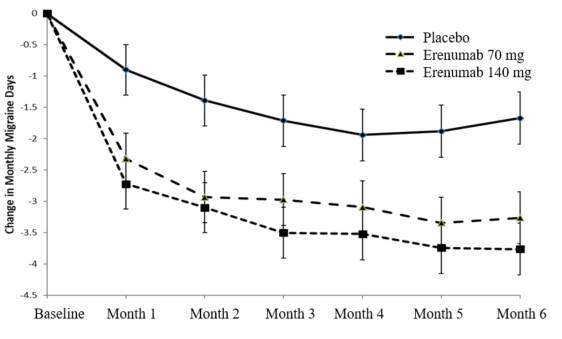 Change in Monthly Migraine Days
0
-0.5
-1
-1.5
-2
-2.5
-3
-3.5
-4
-4.5
Placebo
Erenumab 70 mg
Erenumab 140 mg
Baseline Month 1 Month 2 Month 3 Month 4 Month 5 Month 6